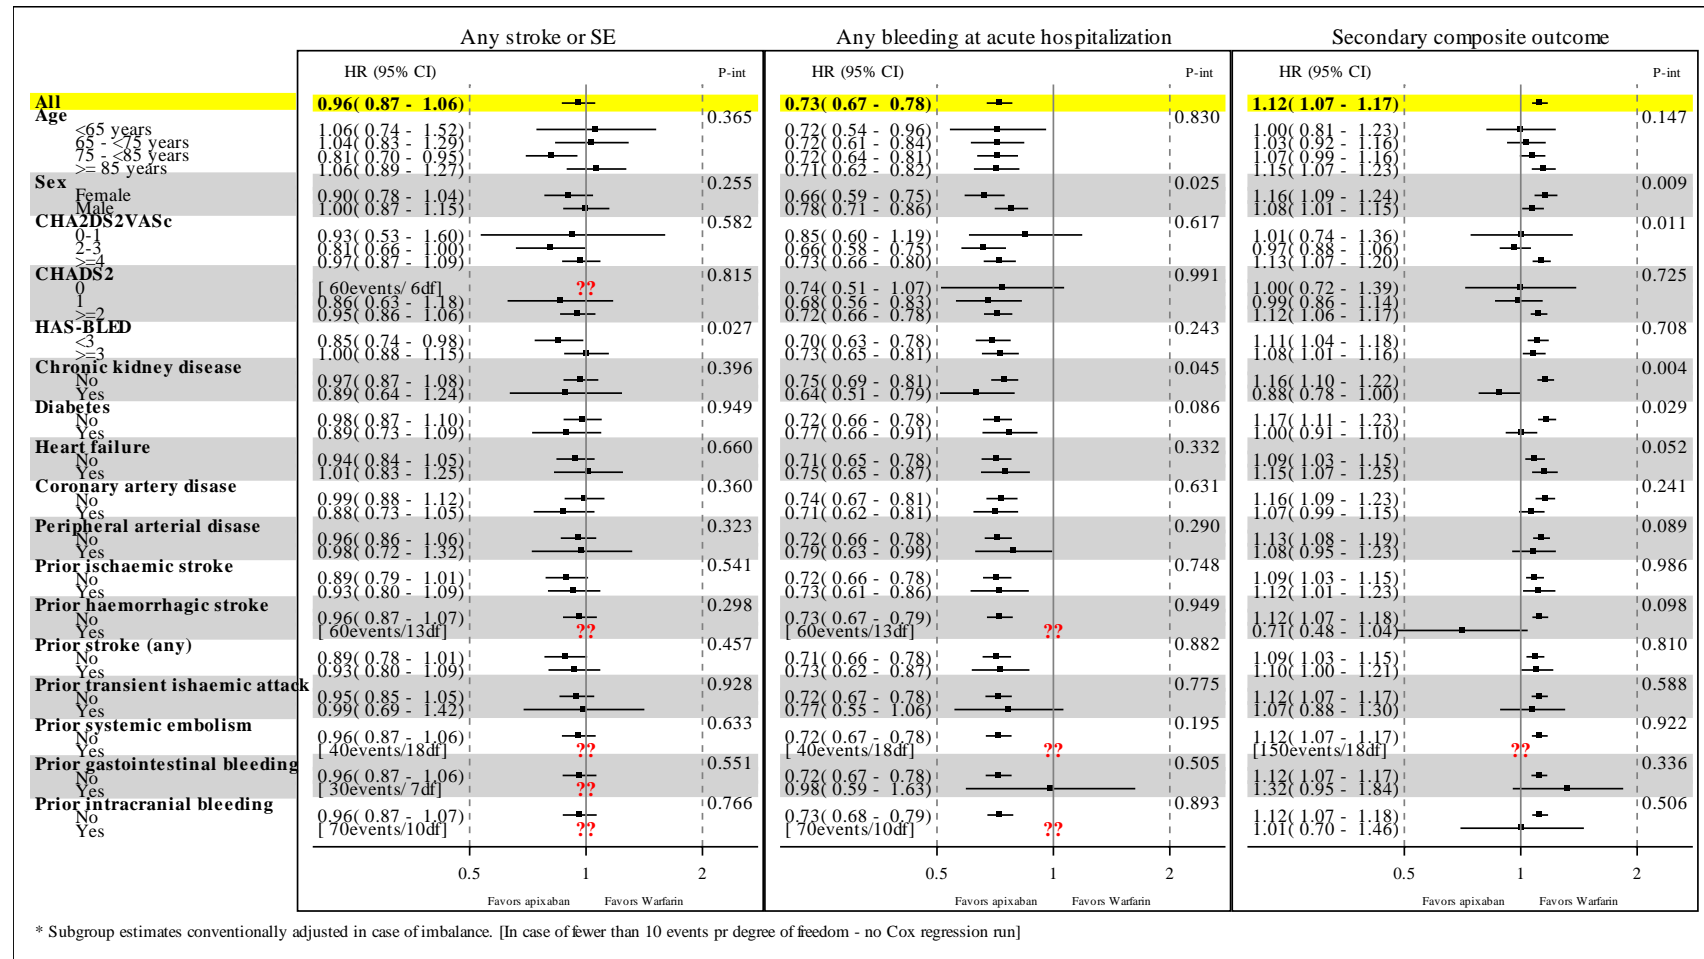 Any stroke or SE Any bleeding at acute hospitalization Secondary composite outcome
HR (95% CI) P-int HR (95% CI) P-int HR (95% CI) P-int
All 0.96( 0.87 - 1.06) 0.73( 0.67 - 0.78) 1.12( 1.07 - 1.17)
Age 0.365 0.830 0.147
<65 years 1.06( 0.74 - 1.52) 0.72( 0.54 - 0.96) 1.00( 0.81 - 1.23)
65 - <75 years 1.04( 0.83 - 1.29) 0.72( 0.61 - 0.84) 1.03( 0.92 - 1.16)
75 - <85 years 0.81( 0.70 - 0.95) 0.72( 0.64 - 0.81) 1.07( 0.99 - 1.16)
>= 85 years 1.06( 0.89 - 1.27) 0.71( 0.62 - 0.82) 1.15( 1.07 - 1.23)
Sex 0.255 0.025 0.009
Female 0.90( 0.78 - 1.04) 0.66( 0.59 - 0.75) 1.16( 1.09 - 1.24)
Male 1.00( 0.87 - 1.15) 0.78( 0.71 - 0.86) 1.08( 1.01 - 1.15)
CHA2DS2VASc 0.582 0.617 0.011
0-1 0.93( 0.53 - 1.60) 0.85( 0.60 - 1.19) 1.01( 0.74 - 1.36)
2-3 0.81( 0.66 - 1.00) 0.66( 0.58 - 0.75) 0.97( 0.88 - 1.06)
>=4 0.97( 0.87 - 1.09) 0.73( 0.66 - 0.80) 1.13( 1.07 - 1.20)
CHADS2 0.815 0.991 0.725
0 [ 60events/ 6df] ?? 0.74( 0.51 - 1.07) 1.00( 0.72 - 1.39)
1 0.86( 0.63 - 1.18) 0.68( 0.56 - 0.83) 0.99( 0.86 - 1.14)
>=2 0.95( 0.86 - 1.06) 0.72( 0.66 - 0.78) 1.12( 1.06 - 1.17)
HAS-BLED 0.027 0.243 0.708
<3 0.85( 0.74 - 0.98) 0.70( 0.63 - 0.78) 1.11( 1.04 - 1.18)
>=3 1.00( 0.88 - 1.15) 0.73( 0.65 - 0.81) 1.08( 1.01 - 1.16)
Chronic kidney disease 0.396 0.045 0.004
No 0.97( 0.87 - 1.08) 0.75( 0.69 - 0.81) 1.16( 1.10 - 1.22)
Yes 0.89( 0.64 - 1.24) 0.64( 0.51 - 0.79) 0.88( 0.78 - 1.00)
Diabetes 0.949 0.086 0.029
No 0.98( 0.87 - 1.10) 0.72( 0.66 - 0.78) 1.17( 1.11 - 1.23)
Yes 0.89( 0.73 - 1.09) 0.77( 0.66 - 0.91) 1.00( 0.91 - 1.10)
Heart failure 0.660 0.332 0.052
No 0.94( 0.84 - 1.05) 0.71( 0.65 - 0.78) 1.09( 1.03 - 1.15)
Yes 1.01( 0.83 - 1.25) 0.75( 0.65 - 0.87) 1.15( 1.07 - 1.25)
Coronary artery disase 0.360 0.631 0.241
No 0.99( 0.88 - 1.12) 0.74( 0.67 - 0.81) 1.16( 1.09 - 1.23)
Yes 0.88( 0.73 - 1.05) 0.71( 0.62 - 0.81) 1.07( 0.99 - 1.15)
Peripheral arterial disase 0.323 0.290 0.089
No 0.96( 0.86 - 1.06) 0.72( 0.66 - 0.78) 1.13( 1.08 - 1.19)
Yes 0.98( 0.72 - 1.32) 0.79( 0.63 - 0.99) 1.08( 0.95 - 1.23)
Prior ischaemic stroke 0.541 0.748 0.986
No 0.89( 0.79 - 1.01) 0.72( 0.66 - 0.78) 1.09( 1.03 - 1.15)
Yes 0.93( 0.80 - 1.09) 0.73( 0.61 - 0.86) 1.12( 1.01 - 1.23)
Prior haemorrhagic stroke 0.298 0.949 0.098
No 0.96( 0.87 - 1.07) 0.73( 0.67 - 0.79) 1.12( 1.07 - 1.18)
Yes [ 60events/13df] ?? [ 60events/13df] ?? 0.71( 0.48 - 1.04)
Prior stroke (any) 0.457 0.882 0.810
No 0.89( 0.78 - 1.01) 0.71( 0.66 - 0.78) 1.09( 1.03 - 1.15)
Yes 0.93( 0.80 - 1.09) 0.73( 0.62 - 0.87) 1.10( 1.00 - 1.21)
Prior transient ishaemic attack 0.928 0.775 0.588
No 0.95( 0.85 - 1.05) 0.72( 0.67 - 0.78) 1.12( 1.07 - 1.17)
Yes 0.99( 0.69 - 1.42) 0.77( 0.55 - 1.06) 1.07( 0.88 - 1.30)
Prior systemic embolism 0.633 0.195 0.922
No 0.96( 0.87 - 1.06) 0.72( 0.67 - 0.78) 1.12( 1.07 - 1.17)
Yes [ 40events/18df] ?? [ 40events/18df] ?? [150events/18df] ??
Prior gastointestinal bleeding 0.551 0.505 0.336
No 0.96( 0.87 - 1.06) 0.72( 0.67 - 0.78) 1.12( 1.07 - 1.17)
Yes [ 30events/ 7df] ?? 0.98( 0.59 - 1.63) 1.32( 0.95 - 1.84)
Prior intracranial bleeding 0.766 0.893 0.506
No 0.96( 0.87 - 1.07) 0.73( 0.68 - 0.79) 1.12( 1.07 - 1.18)
Yes [ 70events/10df] ?? [ 70events/10df] ?? 1.01( 0.70 - 1.46)
0.5 1 2 0.5 1 2 0.5 1 2
Favors apixaban Favors Warfarin Favors apixaban Favors Warfarin Favors apixaban Favors Warfarin
* Subgroup estimates conventionally adjusted in case of imbalance. [In case of fewer than 10 events pr degree of freedom - no Cox regression run]